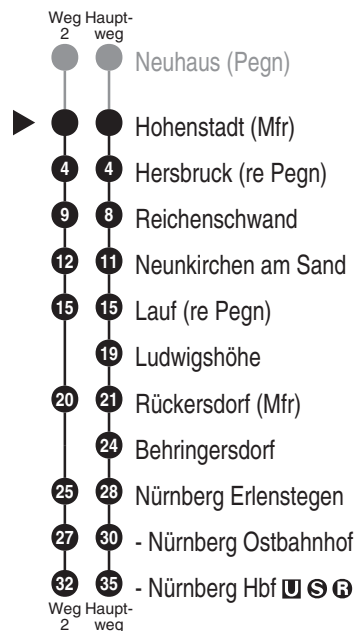 Weg Haupt-
2 weg
Neuhaus (Pegn)
Hohenstadt (Mfr)
4 4 Hersbruck (re Pegn)
9 8 Reichenschwand
12 11 Neunkirchen am Sand
15 15 Lauf (re Pegn)
19 Ludwigshöhe
20 21 Rückersdorf (Mfr)
24 Behringersdorf
25 28 Nürnberg Erlenstegen
27 30 - Nürnberg Ostbahnhof
32 35 - Nürnberg Hbf U S R
Weg Haupt-
2 weg